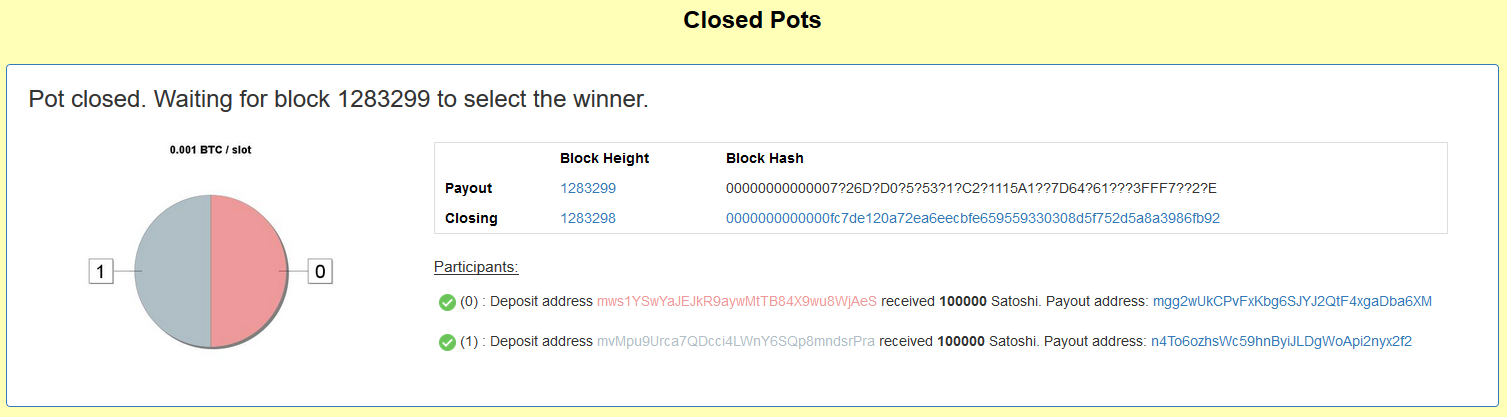 Closed Pots
Pot closed. Waiting for block 1283299 to select the winner.
0.001 BTC / slot
1
0
Block Height Block Hash
Payout 1283299 00000000000007?26D?D0?5?53?1?C2?1115A1??7D64?61???3FFF7??2?E
Closing 1283298 0000000000000fc7de120a72ea6eecbfe659559330308d5f752d5a8a3986fb92
Participants:
(0) : Deposit address mws1YSwYaJEJkR9aywMtTB84X9wu8WjAeS received 100000 Satoshi. Payout address: mgg2wUkCPvFxKbg6SJYJ2QtF4xgaDba6XM
(1) : Deposit address mvMpu9Urca7QDcci4LWnY6SQp8mndsrPra received 100000 Satoshi. Payout address: n4To6ozhsWc59hnByiJLDgWoApi2nyx2f2